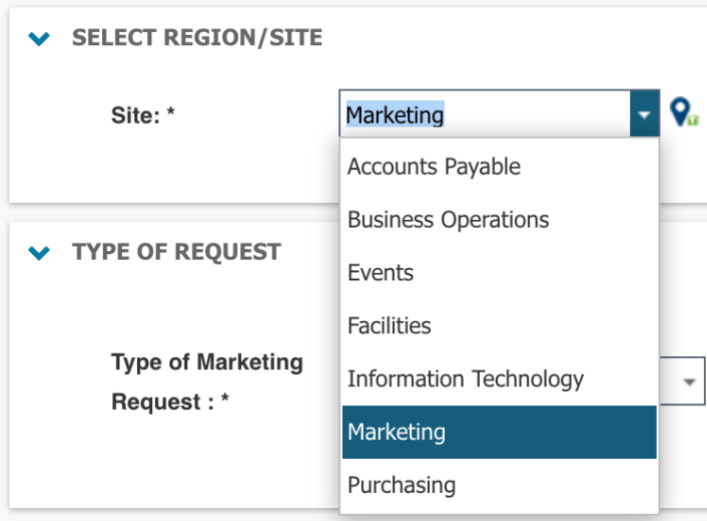 SELECT REGION/SITE
Site: *
Marketing
Accounts Payable
Business Operations
Events
Facilities
Information Technology
Marketing
Purchasing
TYPE OF REQUEST
Type of Marketing
Request : *